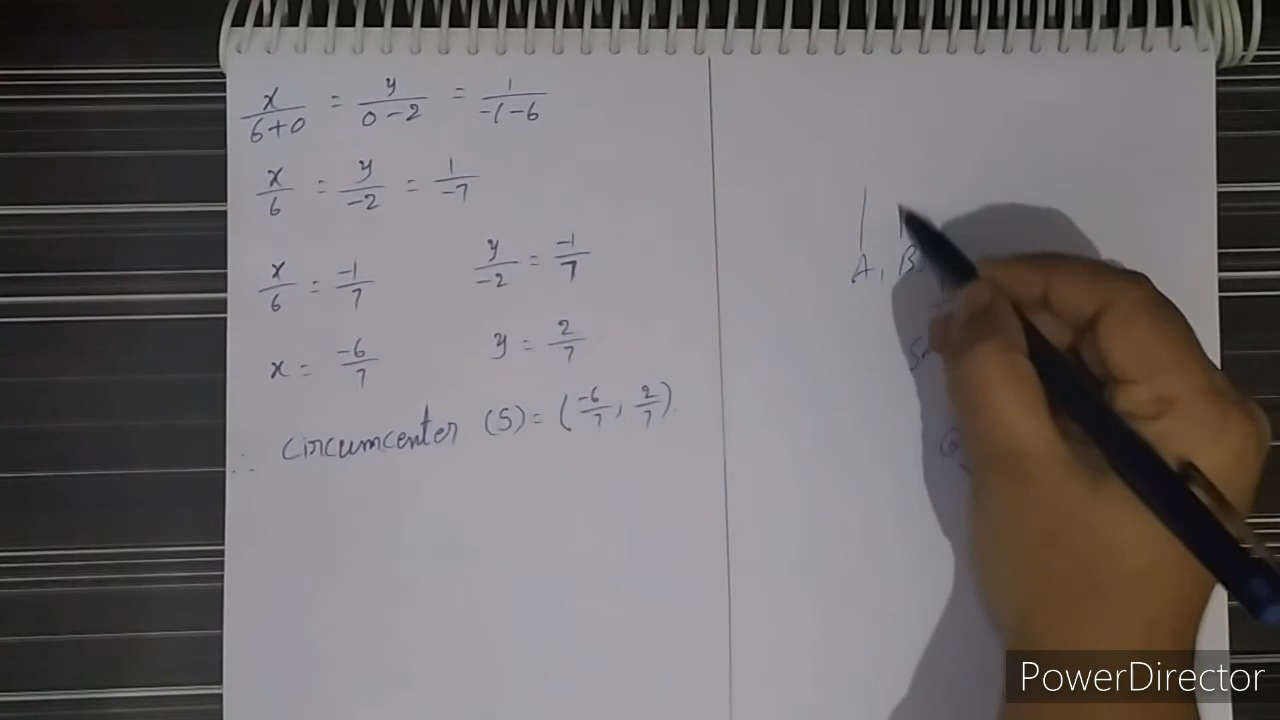 x/(6+0) = y/(0-2) = 1/(-1-6)
x/6 = y/-2 = 1/-7
x/6 = -1/7    y/-2 = -1/7
x = -6/7    y = 2/7
∴ circumcenter (S) = (-6/7, 2/7).
A, B.
PowerDirector